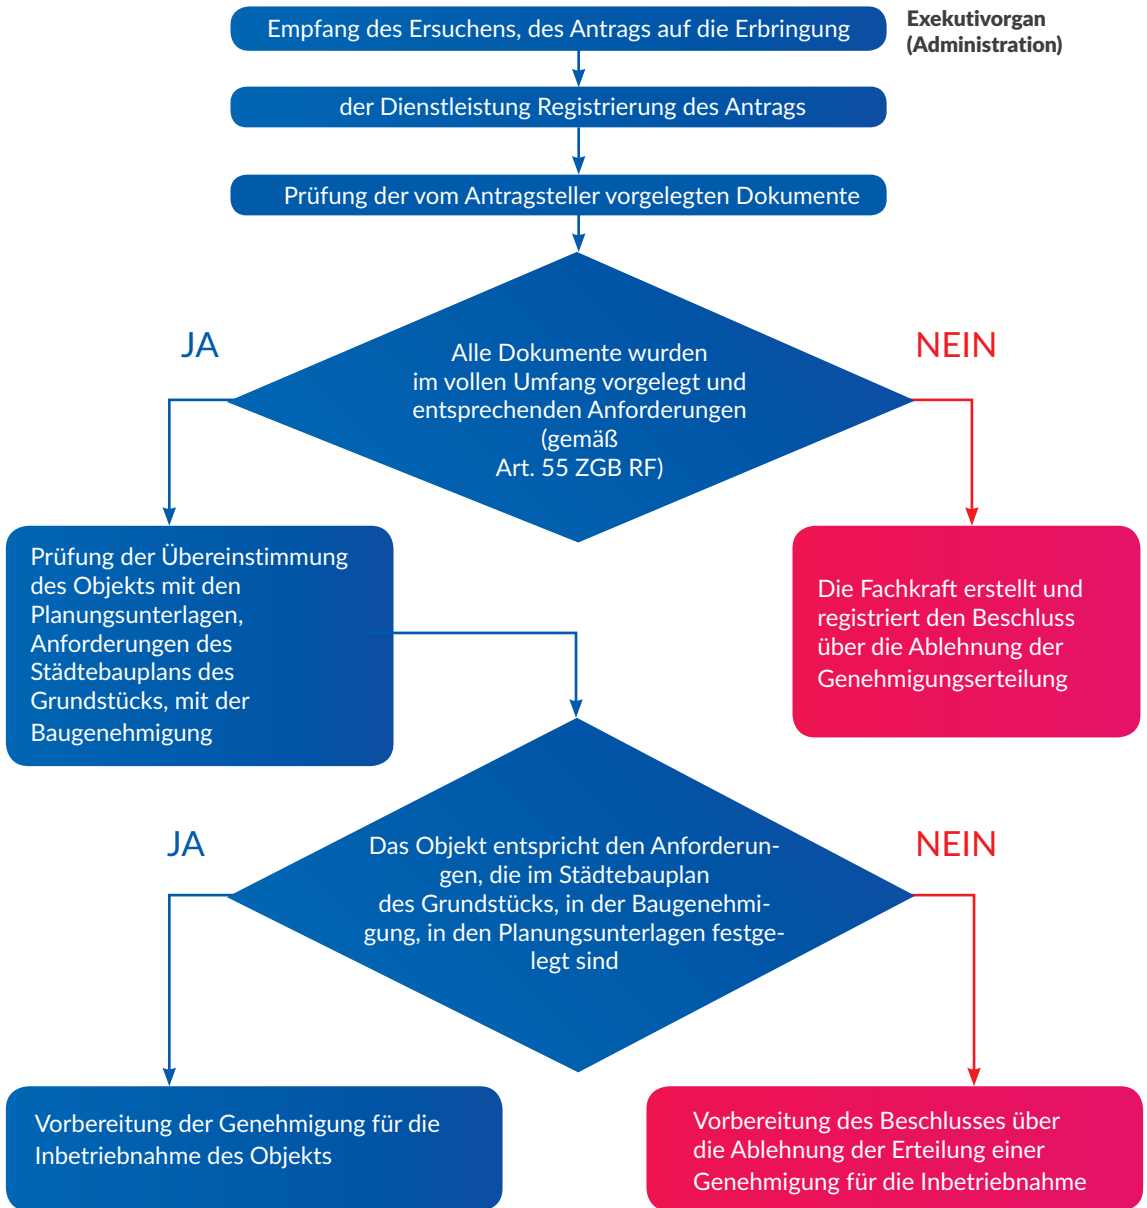 Empfang des Ersuchens, des Antrags auf die Erbringung
Exekutivorgan
(Administration)
der Dienstleistung Registrierung des Antrags
Prüfung der vom Antragsteller vorgelegten Dokumente
JA
NEIN
Alle Dokumente wurden
im vollen Umfang vorgelegt und
entsprechenden Anforderungen
(gemäß
Art. 55 ZGB RF)
Prüfung der Übereinstimmung
des Objekts mit den
Planungsunterlagen,
Anforderungen des
Städtebauplans des
Grundstücks, mit der
Baugenehmigung
Die Fachkraft erstellt und
registriert den Beschluss
über die Ablehnung der
Genehmigungserteilung
JA
NEIN
Das Objekt entspricht den Anforderun-
gen, die im Städtebauplan
des Grundstücks, in der Baugenehmi-
gung, in den Planungsunterlagen festge-
legt sind
Vorbereitung der Genehmigung für die
Inbetriebnahme des Objekts
Vorbereitung des Beschlusses über
die Ablehnung der Erteilung einer
Genehmigung für die Inbetriebnahme